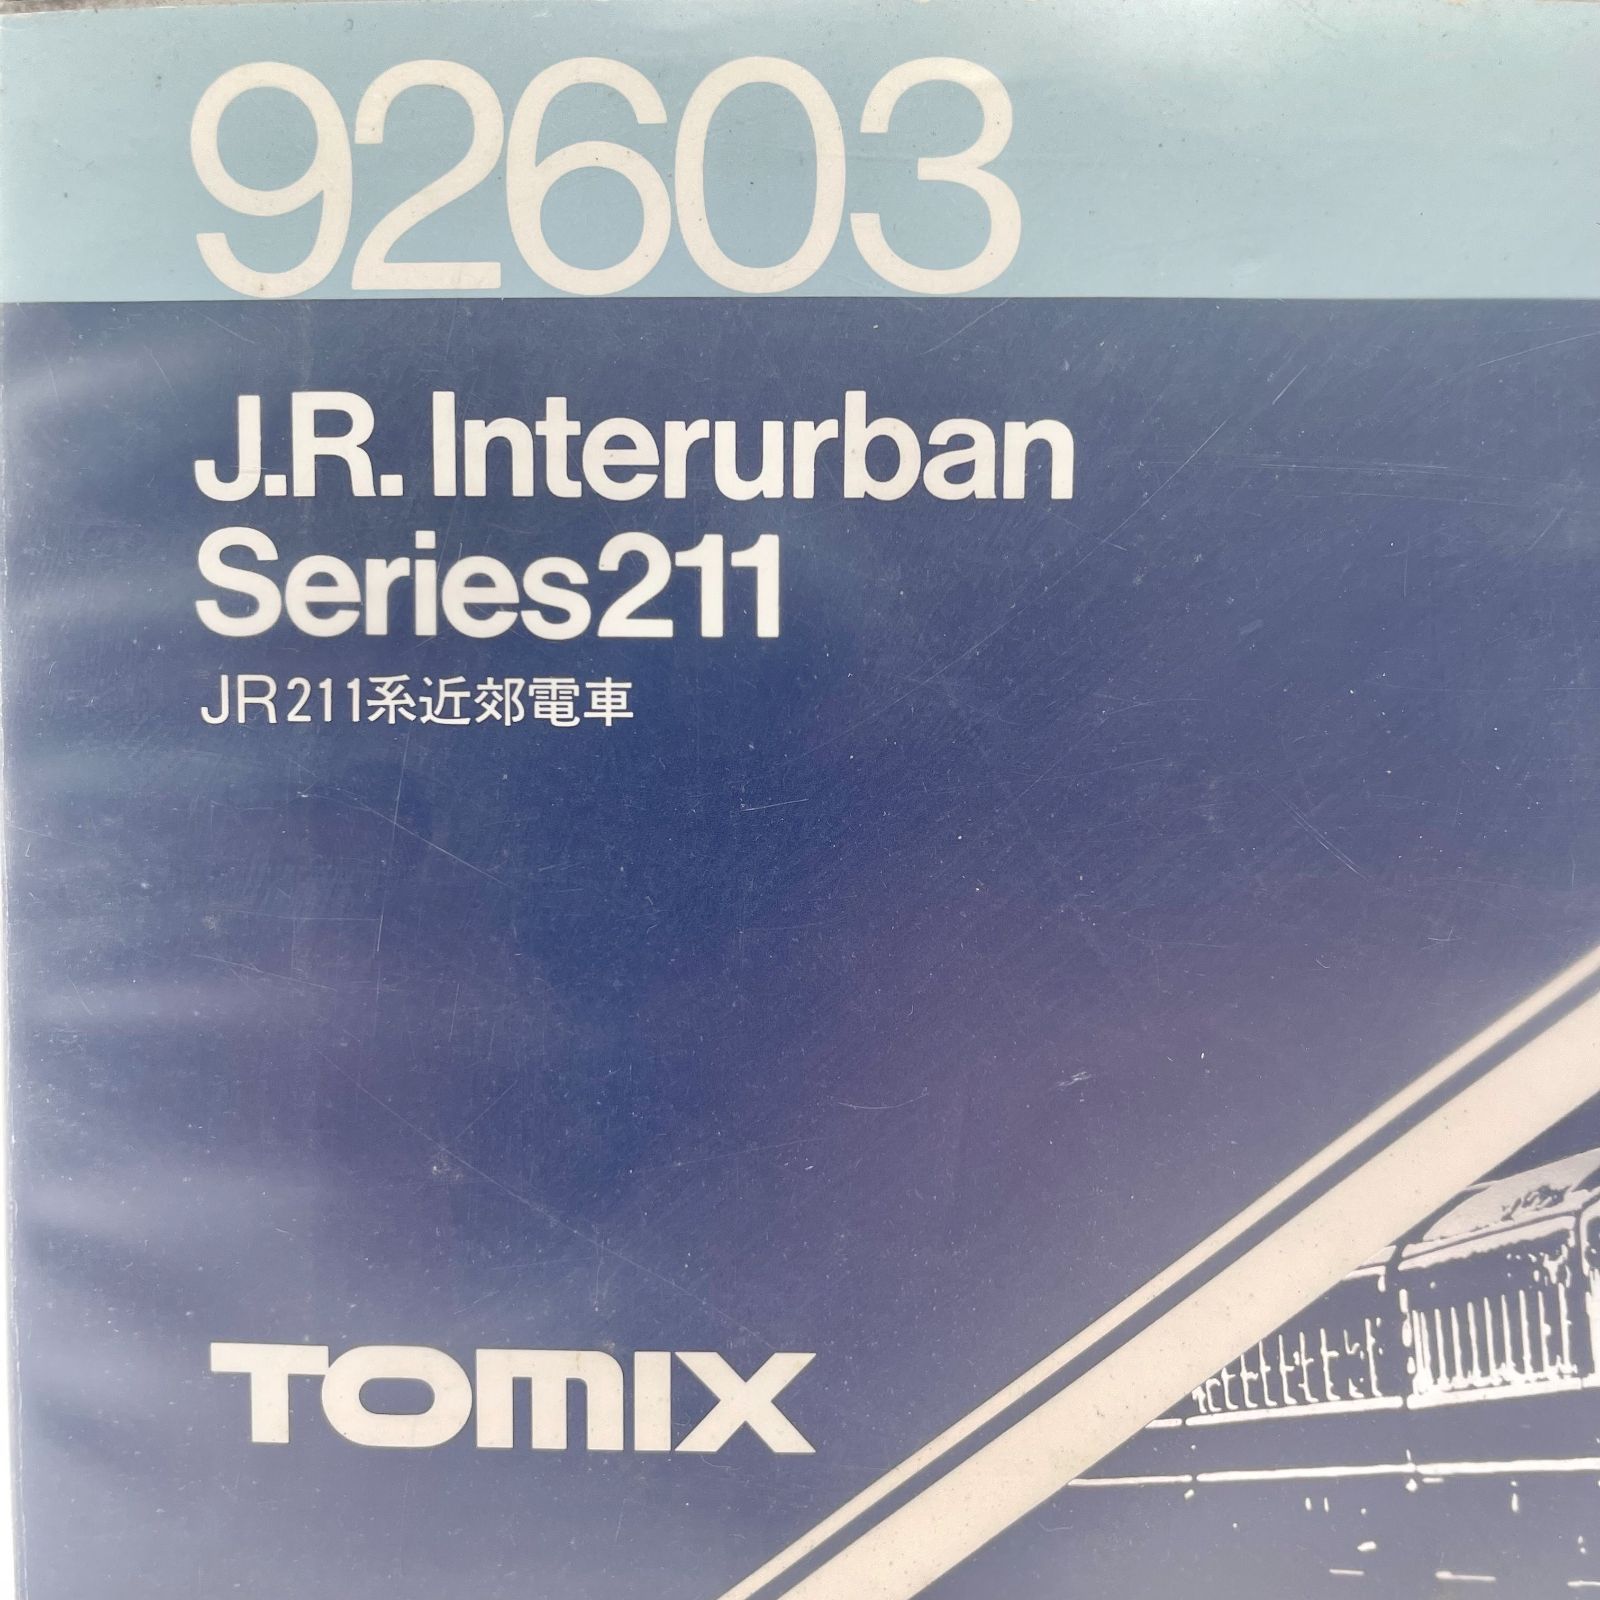 92603
J.R. Interurban
Series211
JR211系近郊電車
TOMIX